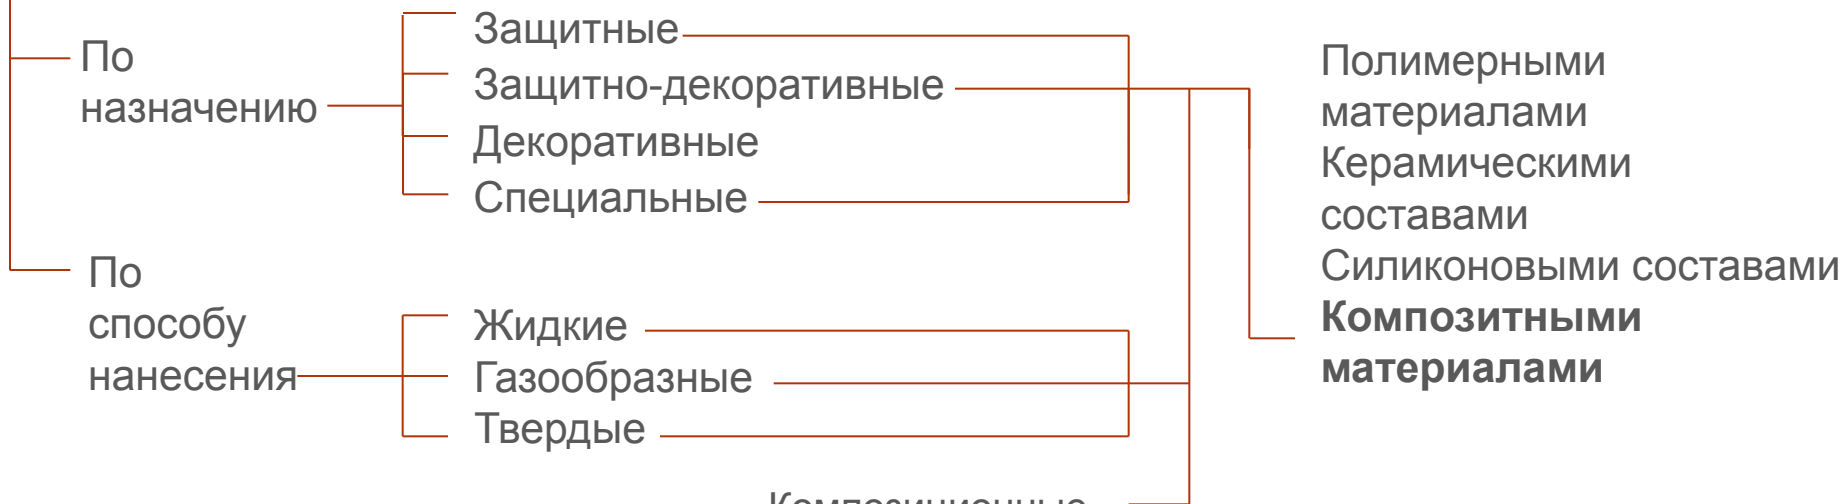 По
назначению
Защитные
Защитно-декоративные
Декоративные
Специальные
По
способу
нанесения
Жидкие
Газообразные
Твердые
Композиционные
Полимерными
материалами
Керамическими
составами
Силиконовыми составами
Композитными
материалами